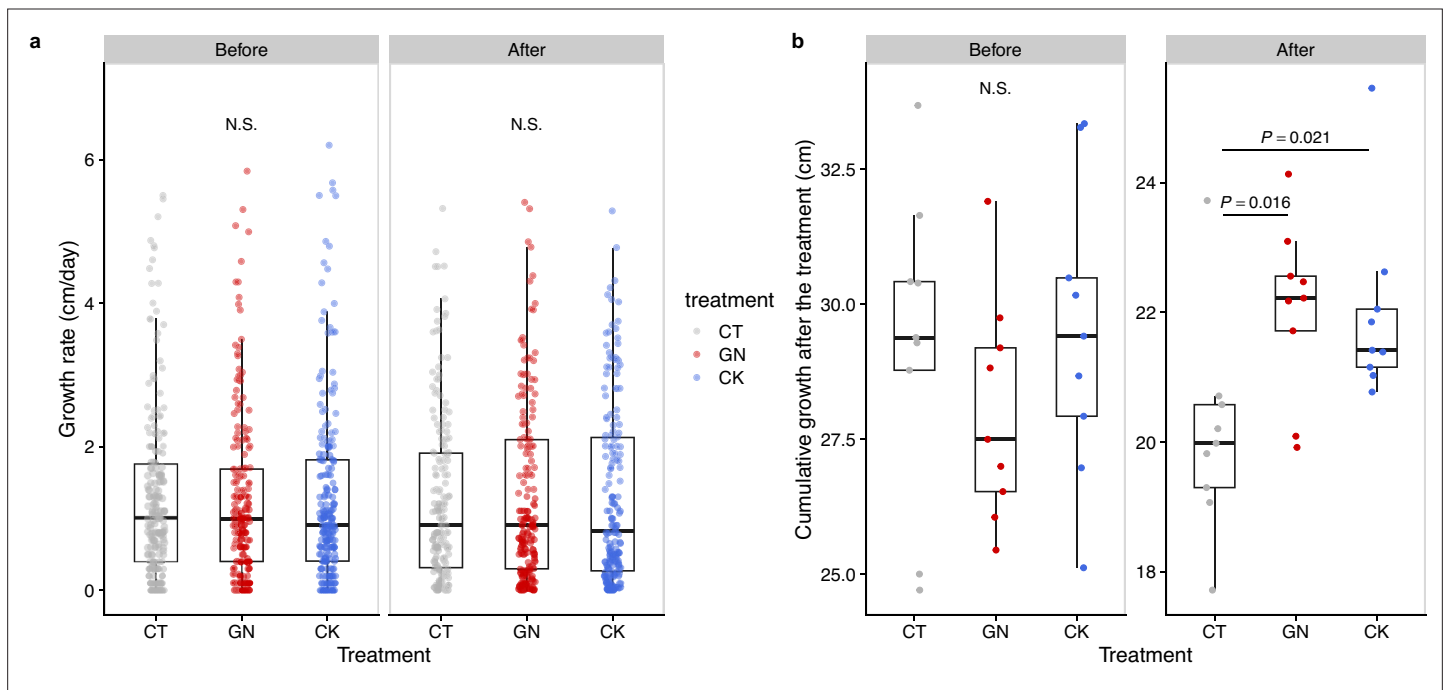 a
Before
After
N.S.
N.S.
Growth rate (cm/day)
6
4
2
0
CT
GN
CK
CT
GN
CK
Treatment
treatment
CT
GN
CK
b
Before
After
N.S.
P = 0.021
P = 0.016
Cumulative growth after the treatment (cm)
32.5
30.0
27.5
25.0
24
22
20
18
CT
GN
CK
CT
GN
CK
Treatment